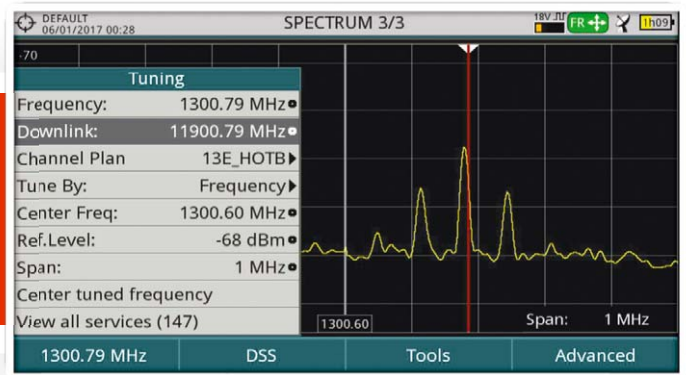 DEFAULT
06/01/2017 00:28
SPECTRUM 3/3
18V
FR
1h09
-70
Tuning
Frequency: 1300.79 MHz
Downlink: 11900.79 MHz
Channel Plan 13E_HOTB
Tune By: Frequency
Center Freq: 1300.60 MHz
Ref.Level: -68 dBm
Span: 1 MHz
Center tuned frequency
View all services (147)
1300.60
Span: 1 MHz
1300.79 MHz
DSS
Tools
Advanced